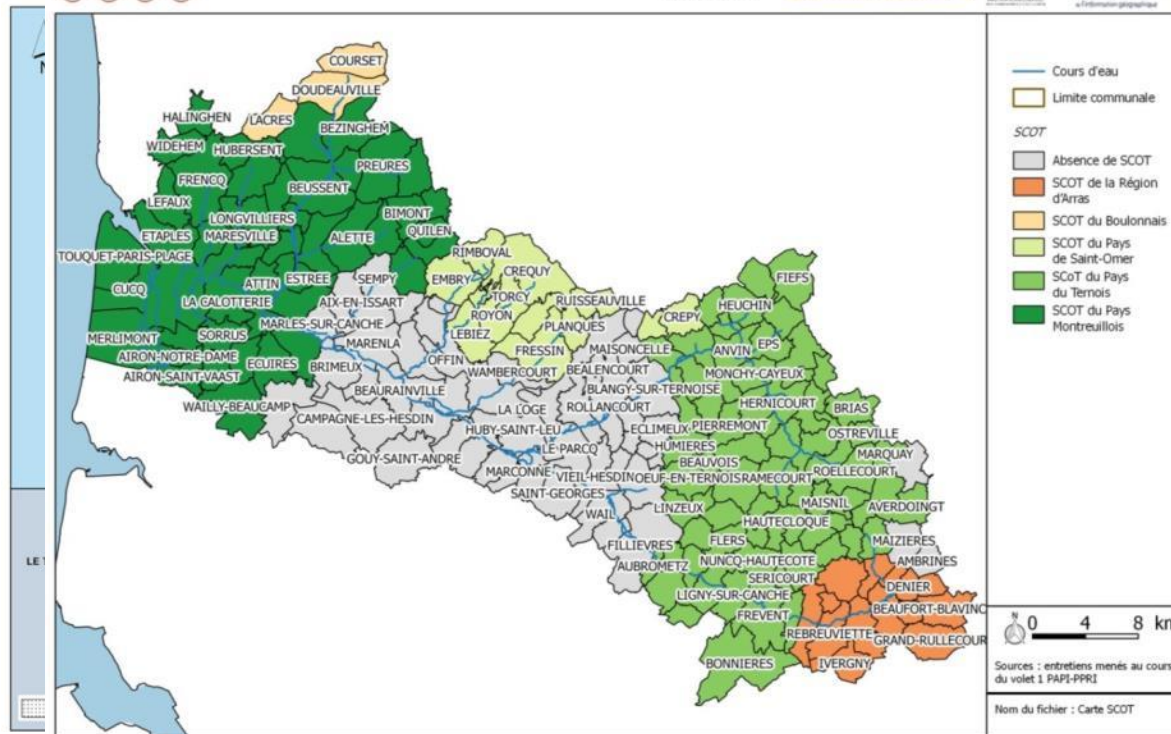 à l'information géographique
COURSET
DOUDEAUVILLE
HALINGHEN
LACRES
BEZINGHEM
WIDEHEM
HUBERSENT
PREURES
FRENCQ
BEUSSENT
LEFAUX
BIMONT
LONGVILLIERS
QUILEN
ETAPLES
MARESVILLE
ALETTE
TOUQUET-PARIS-PLAGE
RIMBOVAL
SEMPY
EMBRY
CREQUY
FIEFS
CUCQ
ATTIN
ESTREE
LA CALOTTERIE
AIX-EN-ISSART
TORCY
RUISSEAUVILLE
HEUCHIN
ROYON
CREPY
MARLES-SUR-CANCHE
PLANQUES
MERLIMONT
SORRUS
MARENLA
LEBIEZ
MAISONCELLE
ANVIN
EPS
AIRON-NOTRE-DAME
ECUIRES
OFFIN
FRESSIN
BRIMEUX
WAMBERCOURT
BEALENCOURT
MONCHY-CAYEUX
AIRON-SAINT-VAAST
BEAURAINVILLE
BLANGY-SUR-TERNOISE
WAILLY-BEAUCAMP
HERNICOURT
BRIAS
CAMPAGNE-LES-HESDIN
LA LOGE
ROLLANCOURT
PIERREMONT
HUBY-SAINT-LEU
ECLIMEUX
OSTREVILLE
LE PARCQ
HUMIERES
MARQUAY
GOUY-SAINT-ANDRE
BEAUVOIS
ROELLECOURT
MARCONNE
VIEIL-HESDIN
OEUF-EN-TERNOIS
RAMECOURT
SAINT-GEORGES
MAISNIL
LINZEUX
AVERDOINGT
WAIL
HAUTECLOQUE
FLERS
MAIZIERES
FILLIEVRES
NUNCQ-HAUTECOTE
AMBRINES
AUBROMETZ
SERICOURT
DENIER
LIGNY-SUR-CANCHE
BEAUFORT-BLAVINC
FREVENT
REBREUVIETTE
GRAND-RULLECOUR
BONNIERES
IVERGNY
Cours d'eau
Limite communale
SCOT
Absence de SCOT
SCOT de la Région
d'Arras
SCOT du Boulonnais
SCOT du Pays
de Saint-Omer
SCoT du Pays
du Ternois
SCOT du Pays
Montreuillois
N
0 4 8 km
Sources : entretiens menés au cours
du volet 1 PAPI-PPRI
Nom du fichier : Carte SCOT
N
LE